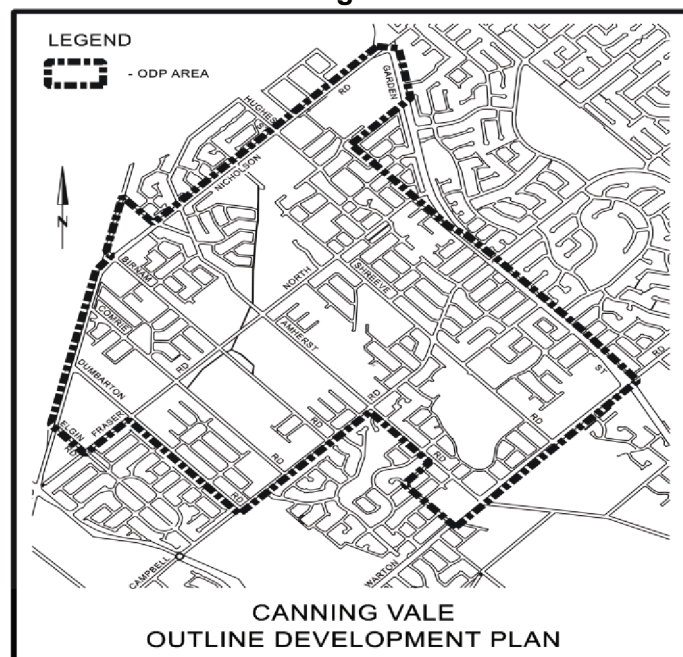 LEGEND
- ODP AREA
GARDEN
RD
HUGHES
NICHOLSON
N
BIRNAM
NORTH
SHREEVE
COMRIE
AMHERST
RD
DUMBARTON
RD
RD
ST
RD
FRASER
ELGIN
RD
RD
RD
RD
RD
CAMPBELL
WARTON
CANNING VALE
OUTLINE DEVELOPMENT PLAN